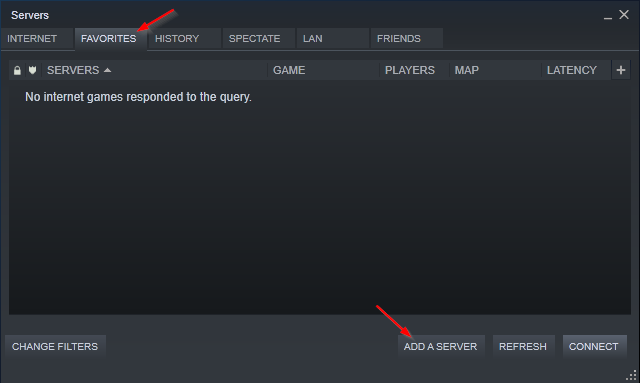 Servers
INTERNET FAVORITES HISTORY SPECTATE LAN FRIENDS
SERVERS GAME PLAYERS MAP LATENCY +
No internet games responded to the query.
CHANGE FILTERS ADD A SERVER REFRESH CONNECT